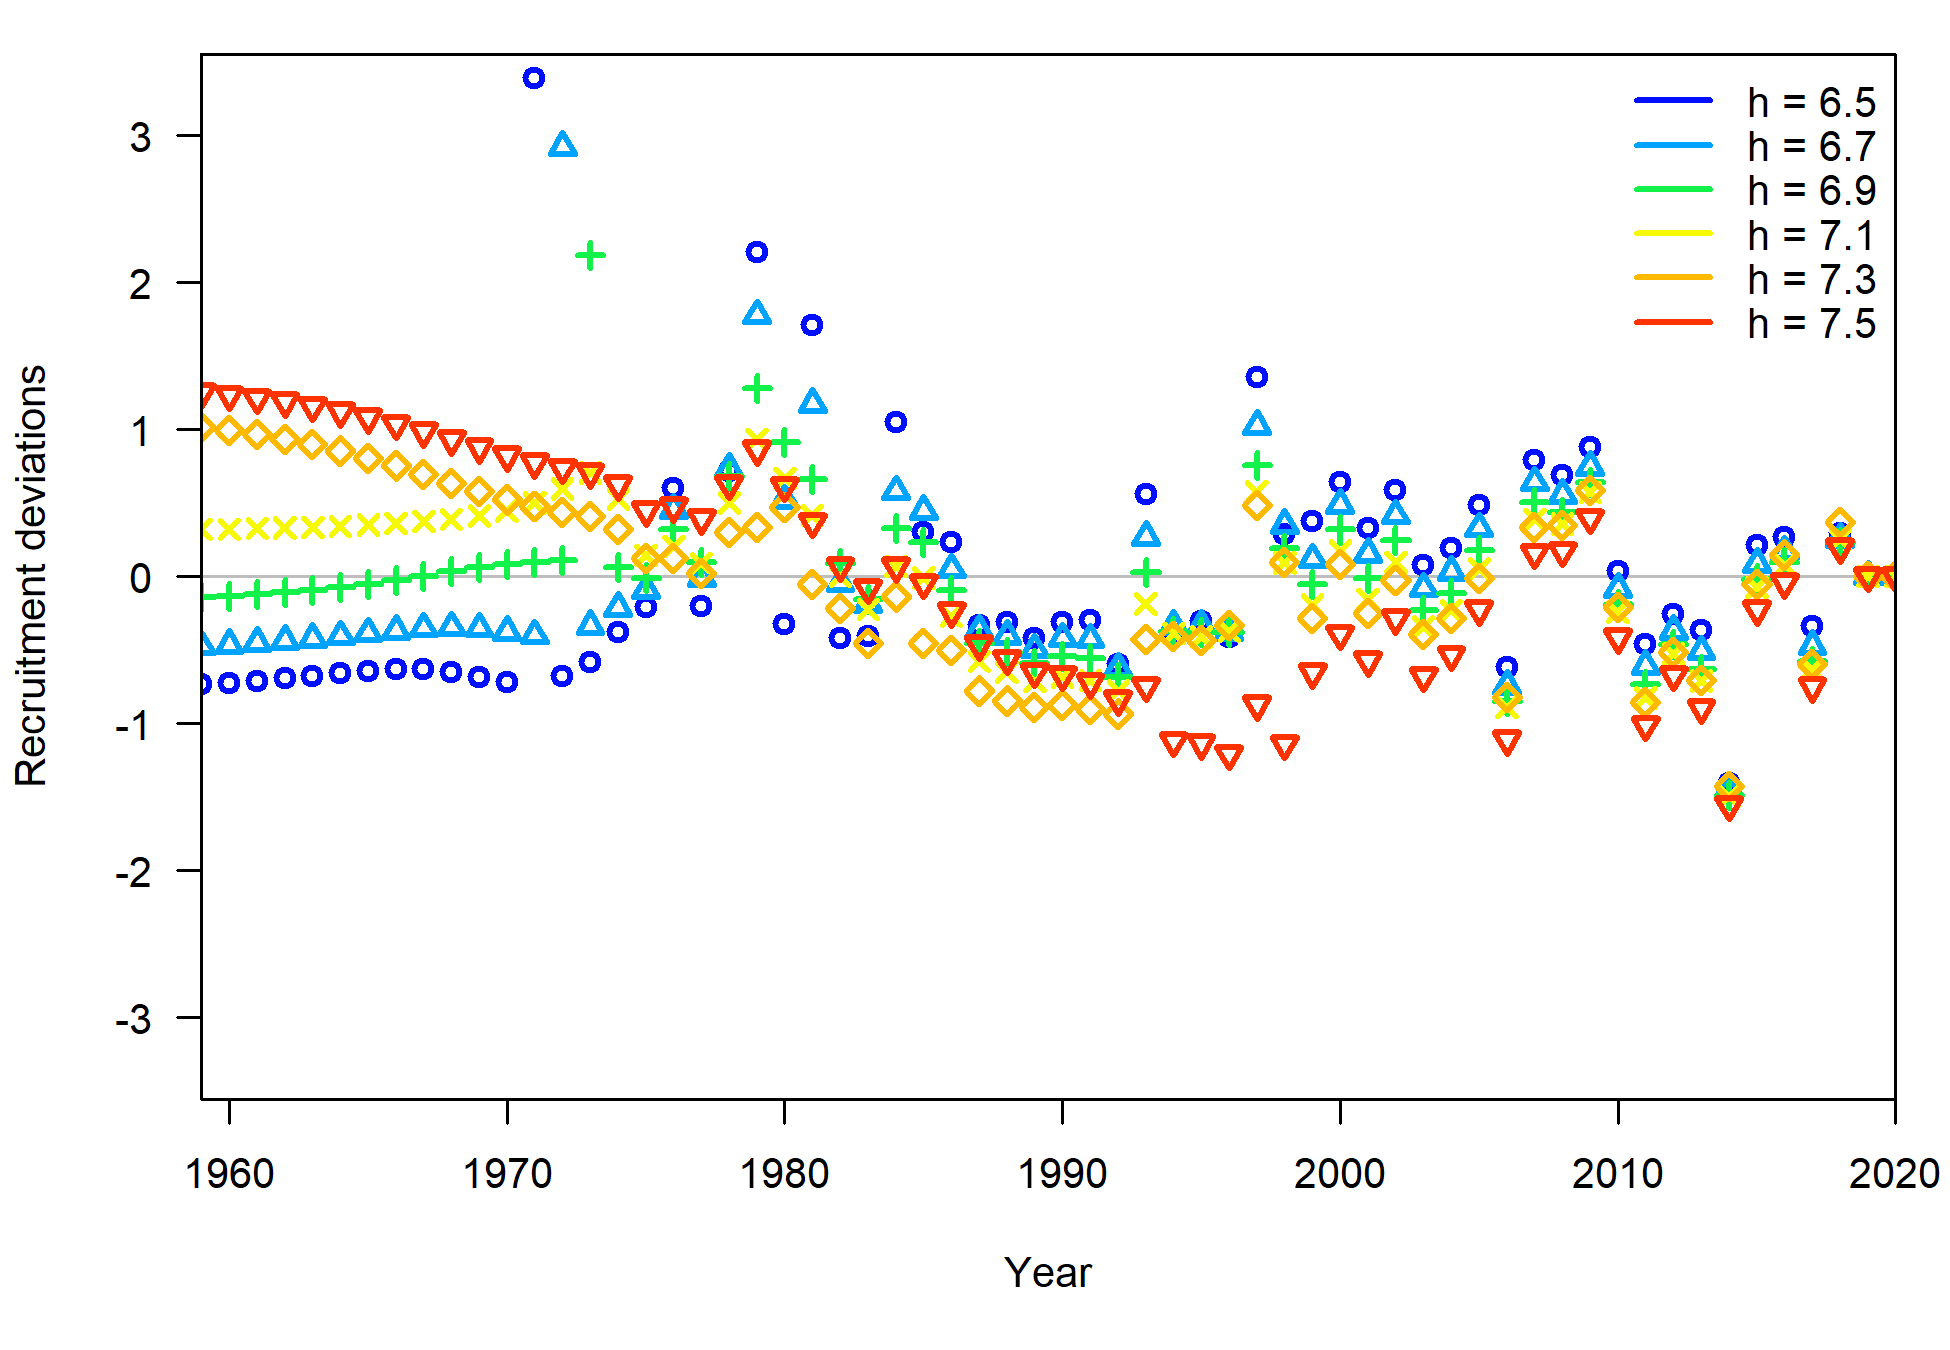 h = 6.5
h = 6.7
h = 6.9
h = 7.1
h = 7.3
h = 7.5
3
2
1
0
-1
-2
-3
Recruitment deviations
1960 1970 1980 1990 2000 2010 2020
Year